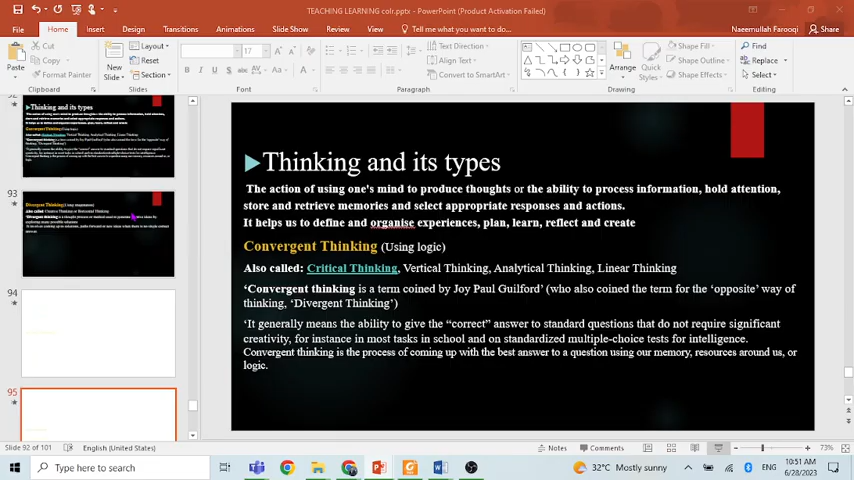 TEACHING LEARNING colr.pptx - PowerPoint (Product Activation Failed)
File Home Insert Design Transitions Animations Slide Show Review View Tell me what you want to do... Naeemullah Farooqi Share
Paste Cut Copy Format Painter
New Slide Layout Reset Section
17
Text Direction Align Text Convert to SmartArt
Arrange Quick Styles Shape Fill Shape Outline Shape Effects
Find Replace Select
Clipboard Slides Font Paragraph Drawing Editing
92
Thinking and its types
93
94
95
Thinking and its types
The action of using one's mind to produce thoughts or the ability to process information, hold attention,
store and retrieve memories and select appropriate responses and actions.
It helps us to define and organise experiences, plan, learn, reflect and create
Convergent Thinking (Using logic)
Also called: Critical Thinking, Vertical Thinking, Analytical Thinking, Linear Thinking
‘Convergent thinking is a term coined by Joy Paul Guilford’ (who also coined the term for the ‘opposite’ way of
thinking, ‘Divergent Thinking’)
‘It generally means the ability to give the “correct” answer to standard questions that do not require significant
creativity, for instance in most tasks in school and on standardized multiple-choice tests for intelligence.
Convergent thinking is the process of coming up with the best answer to a question using our memory, resources around us, or
logic.
Slide 92 of 101 English (United States) Notes Comments 73%
Type here to search 32°C Mostly sunny ENG 10:51 AM
6/28/2023